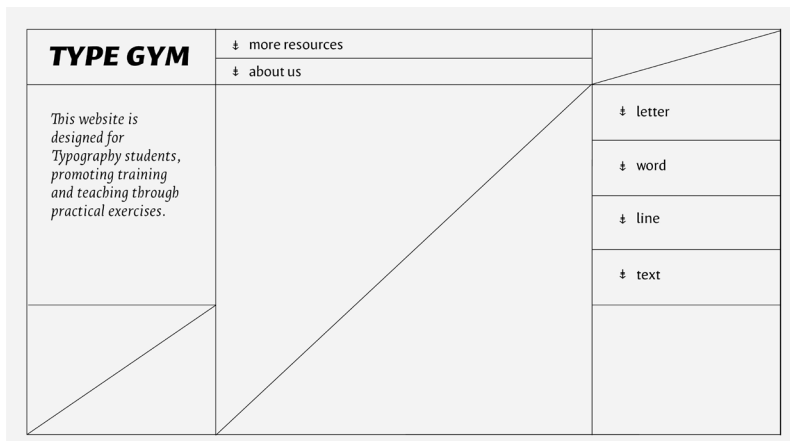 TYPE GYM
more resources
about us
This website is
designed for
Typography students,
promoting training
and teaching through
practical exercises.
letter
word
line
text